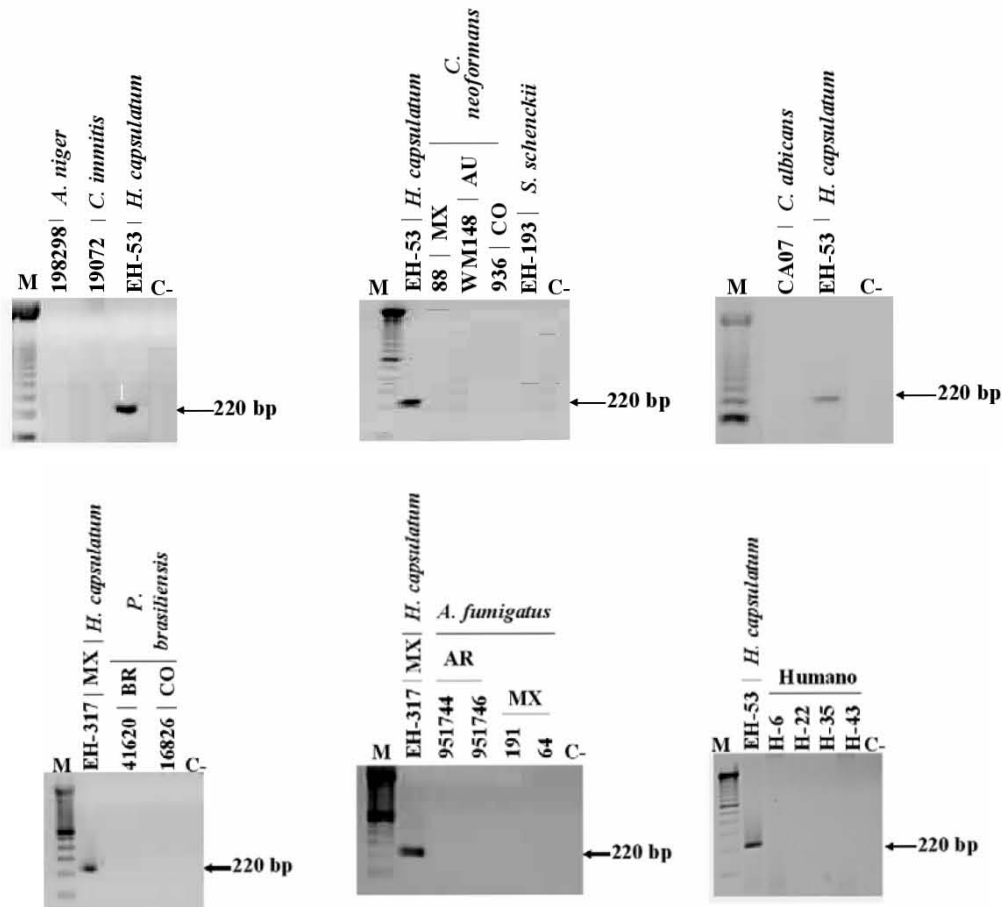 M
198298 | A. niger
19072 | C. immitis
EH-53 | H. capsulatum
C-
220 bp
M
EH-53 | H. capsulatum
C. neoformans
88 | MX
WM148 | AU
936 | CO
EH-193 | S. schenckii
C-
220 bp
M
CA07 | C. albicans
EH-53 | H. capsulatum
C-
220 bp
M
EH-317 | MX | H. capsulatum
P. brasiliensis
41620 | BR
16826 | CO
C-
220 bp
M
EH-317 | MX | H. capsulatum
A. fumigatus
AR
951744
951746
MX
191
64
C-
220 bp
M
EH-53 | H. capsulatum
Humano
H-6
H-22
H-35
H-43
C-
220 bp